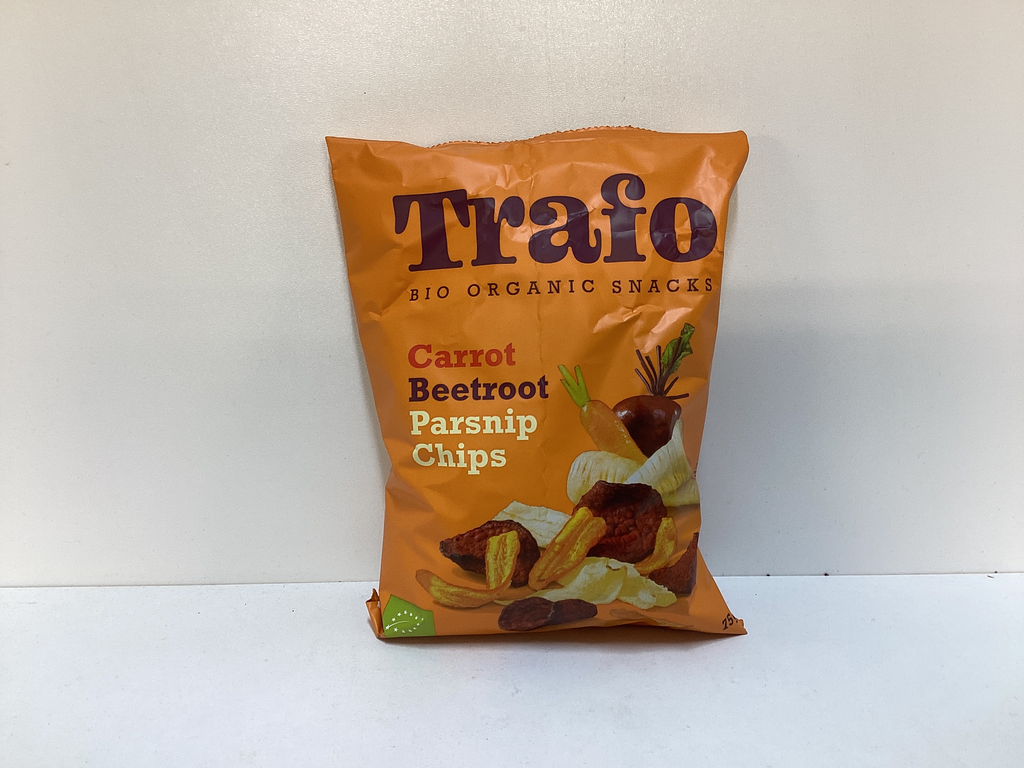 Trafo
BIO ORGANIC SNACKS
Carrot
Beetroot
Parsnip
Chips